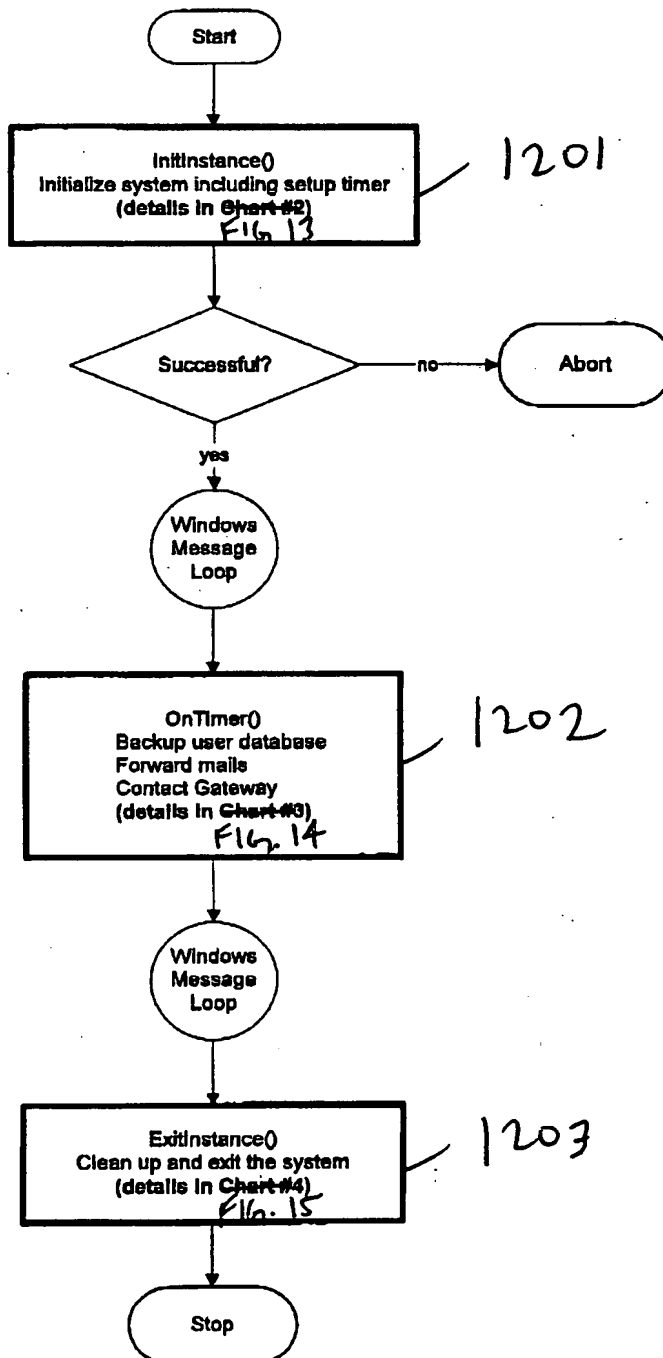 Start
InitInstance()
Initialize system including setup timer
(details in Chart #2)
FIG. 13
1201
Successful?
no
Abort
yes
Windows
Message
Loop
OnTimer()
Backup user database
Forward mails
Contact Gateway
(details in Chart #3)
FIG. 14
1202
Windows
Message
Loop
ExitInstance()
Clean up and exit the system
(details in Chart #4)
FIG. 15
1203
Stop